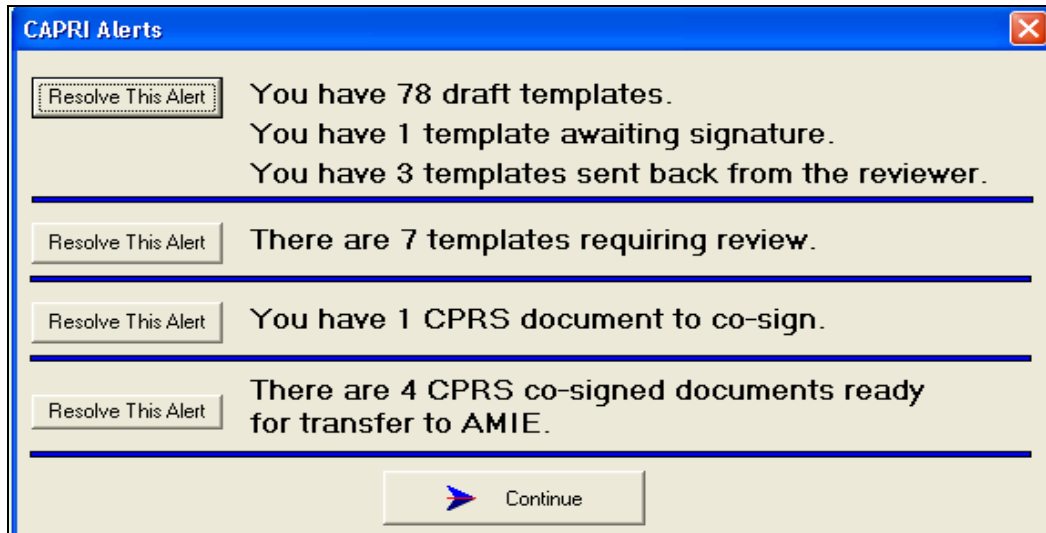 CAPRI Alerts
Resolve This Alert
You have 78 draft templates.
You have 1 template awaiting signature.
You have 3 templates sent back from the reviewer.
Resolve This Alert
There are 7 templates requiring review.
Resolve This Alert
You have 1 CPRS document to co-sign.
Resolve This Alert
There are 4 CPRS co-signed documents ready
for transfer to AMIE.
Continue